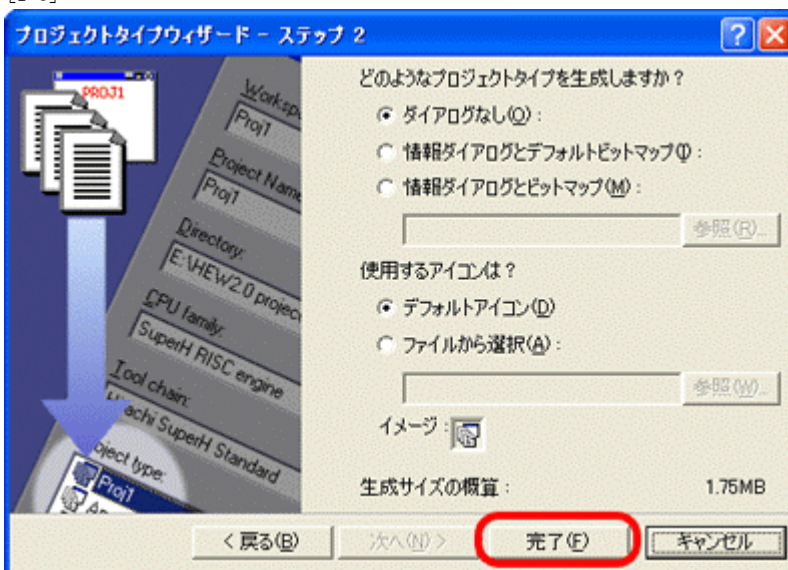 プロジェクトタイプウィザード - ステップ 2
PROJ1
Proj1
Project Name
Proj1
Directory:
E:\HEW2.0 project
CPU family:
SuperH RISC engine
Tool chain:
Hitachi SuperH Standard
Proj1
どのようなプロジェクトタイプを生成しますか?
ダイアログなし(O) :
情報ダイアログとデフォルトビットマップ(I) :
情報ダイアログとビットマップ(M) :
参照(R)...
使用するアイコンは?
デフォルトアイコン(D)
ファイルから選択(A) :
参照(W)...
イメージ :
生成サイズの概算 :
1.75MB
< 戻る(B)
次へ(N) >
完了(F)
キャンセル